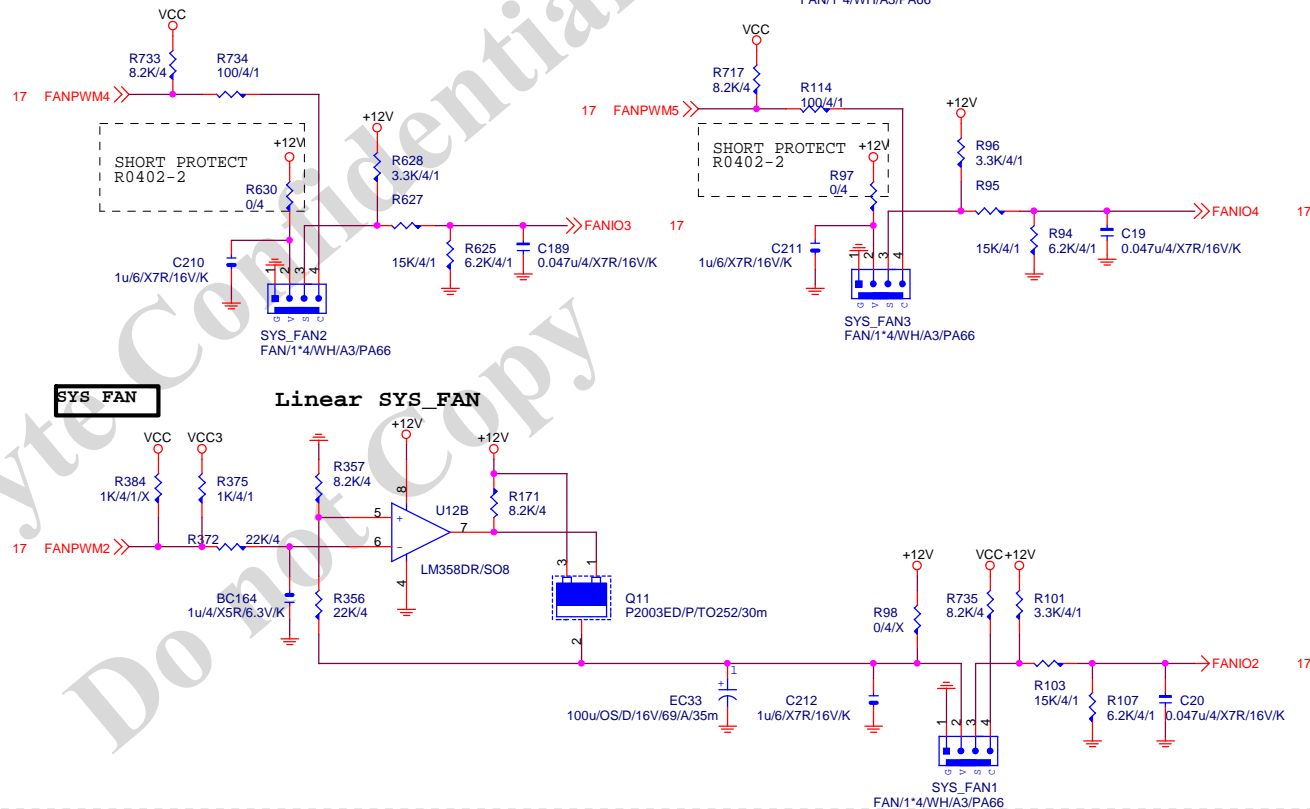 FAN/1*4/WH/A3/PA66
VCC
R733
8.2K/4
R734
100/4/1
17 FANPWM4
SHORT PROTECT
R0402-2
+12V
R630
0/4
+12V
R628
3.3K/4/1
R627
FANIO3 17
R625
15K/4/1 6.2K/4/1
C189
0.047u/4/X7R/16V/K
C210
1u/6/X7R/16V/K
1 2 3 4
G V S C
SYS_FAN2
FAN/1*4/WH/A3/PA66
VCC
R717
8.2K/4
R114
100/4/1
17 FANPWM5
SHORT PROTECT
R0402-2
+12V
R97
0/4
+12V
R96
3.3K/4/1
R95
FANIO4 17
R94
15K/4/1 6.2K/4/1
C19
0.047u/4/X7R/16V/K
C211
1u/6/X7R/16V/K
1 2 3 4
G V S C
SYS_FAN3
FAN/1*4/WH/A3/PA66
SYS FAN
Linear SYS_FAN
VCC VCC3
R384
1K/4/1/X
R375
1K/4/1
17 FANPWM2
R372 22K/4
BC164
1u/4/X5R/6.3V/K
R357
8.2K/4
R356
22K/4
+12V
8
5 +
6 -
7
4
U12B
LM358DR/SO8
+12V
R171
8.2K/4
3 1
2
Q11
P2003ED/P/TO252/30m
+ 1
EC33
100u/OS/D/16V/69/A/35m
C212
1u/6/X7R/16V/K
+12V
R98
0/4/X
VCC +12V
R735
8.2K/4
R101
3.3K/4/1
R103
15K/4/1
FANIO2 17
R107
6.2K/4/1
C20
0.047u/4/X7R/16V/K
1 2 3 4
G V S C
SYS_FAN1
FAN/1*4/WH/A3/PA66
yte Confidential
Do not Copy